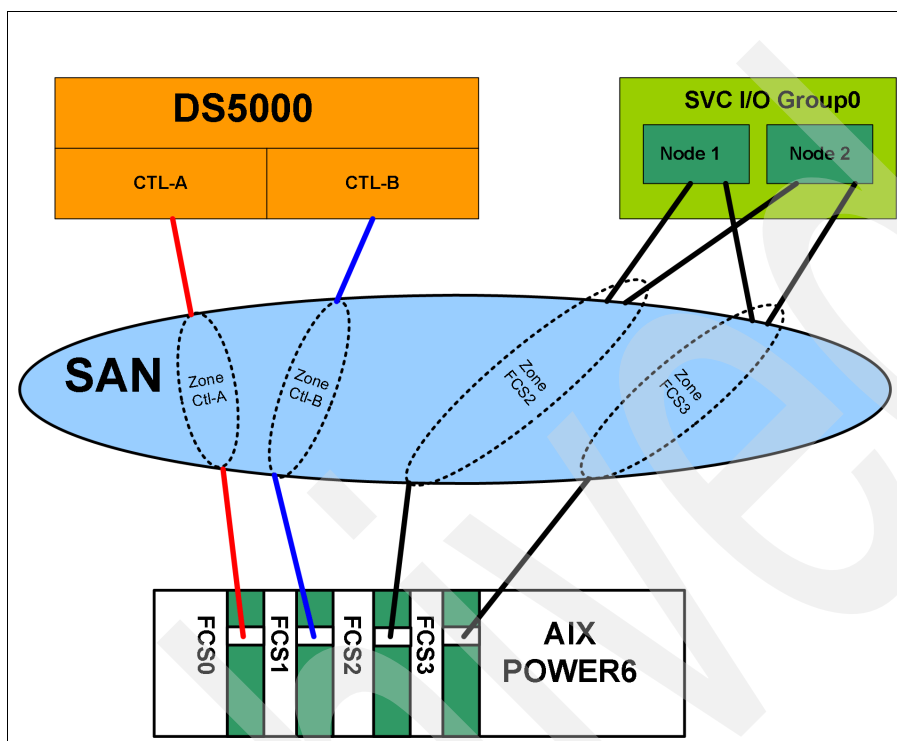 DS5000
CTL-A
CTL-B
SVC I/O Group0
Node 1
Node 2
SAN
Zone
Ctl-A
Zone
Ctl-B
Zone
FCS2
Zone
FCS3
FCS0
FCS1
FCS2
FCS3
AIX
POWER6